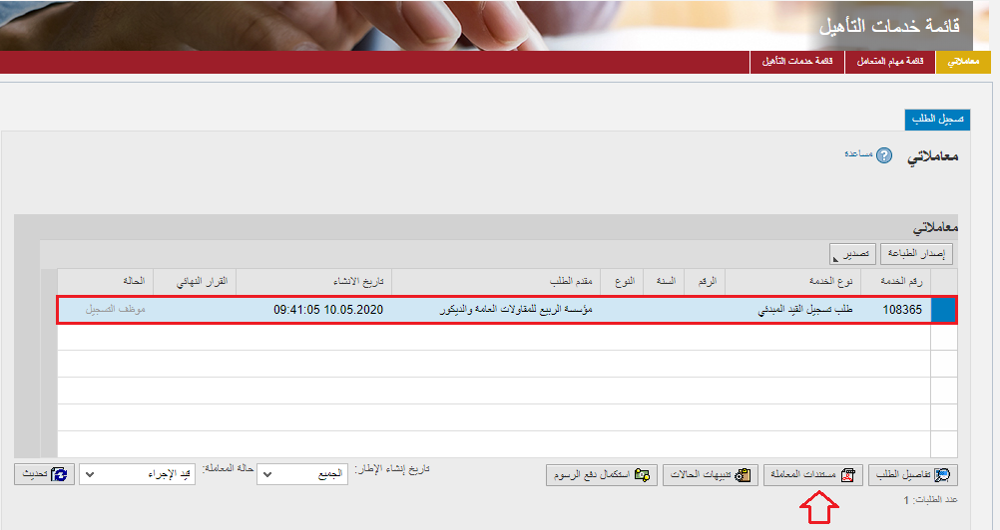 قائمة خدمات التأهيل
معاملاتي
قائمة مهام المتعامل
قائمة خدمات التأهيل
تسجيل الطلب
معاملاتي
مساعدة
معاملاتي
إصدار الطباعة
تصدير
رقم الخدمة نوع الخدمة الرقم السنة النوع مقدم الطلب تاريخ الانشاء القرار النهائي الحالة
108365 طلب تسجيل القيد المبدئي مؤسسة الربيع للمقاولات العامة والديكور 10.05.2020 09:41:05 موظف التسجيل
تفاصيل الطلب مستندات المعاملة تنبيهات الحالات استكمال دفع الرسوم تاريخ إنشاء الإطار: الجميع حالة المعاملة: قيد الإجراء تحديث
عدد الطلبات: 1